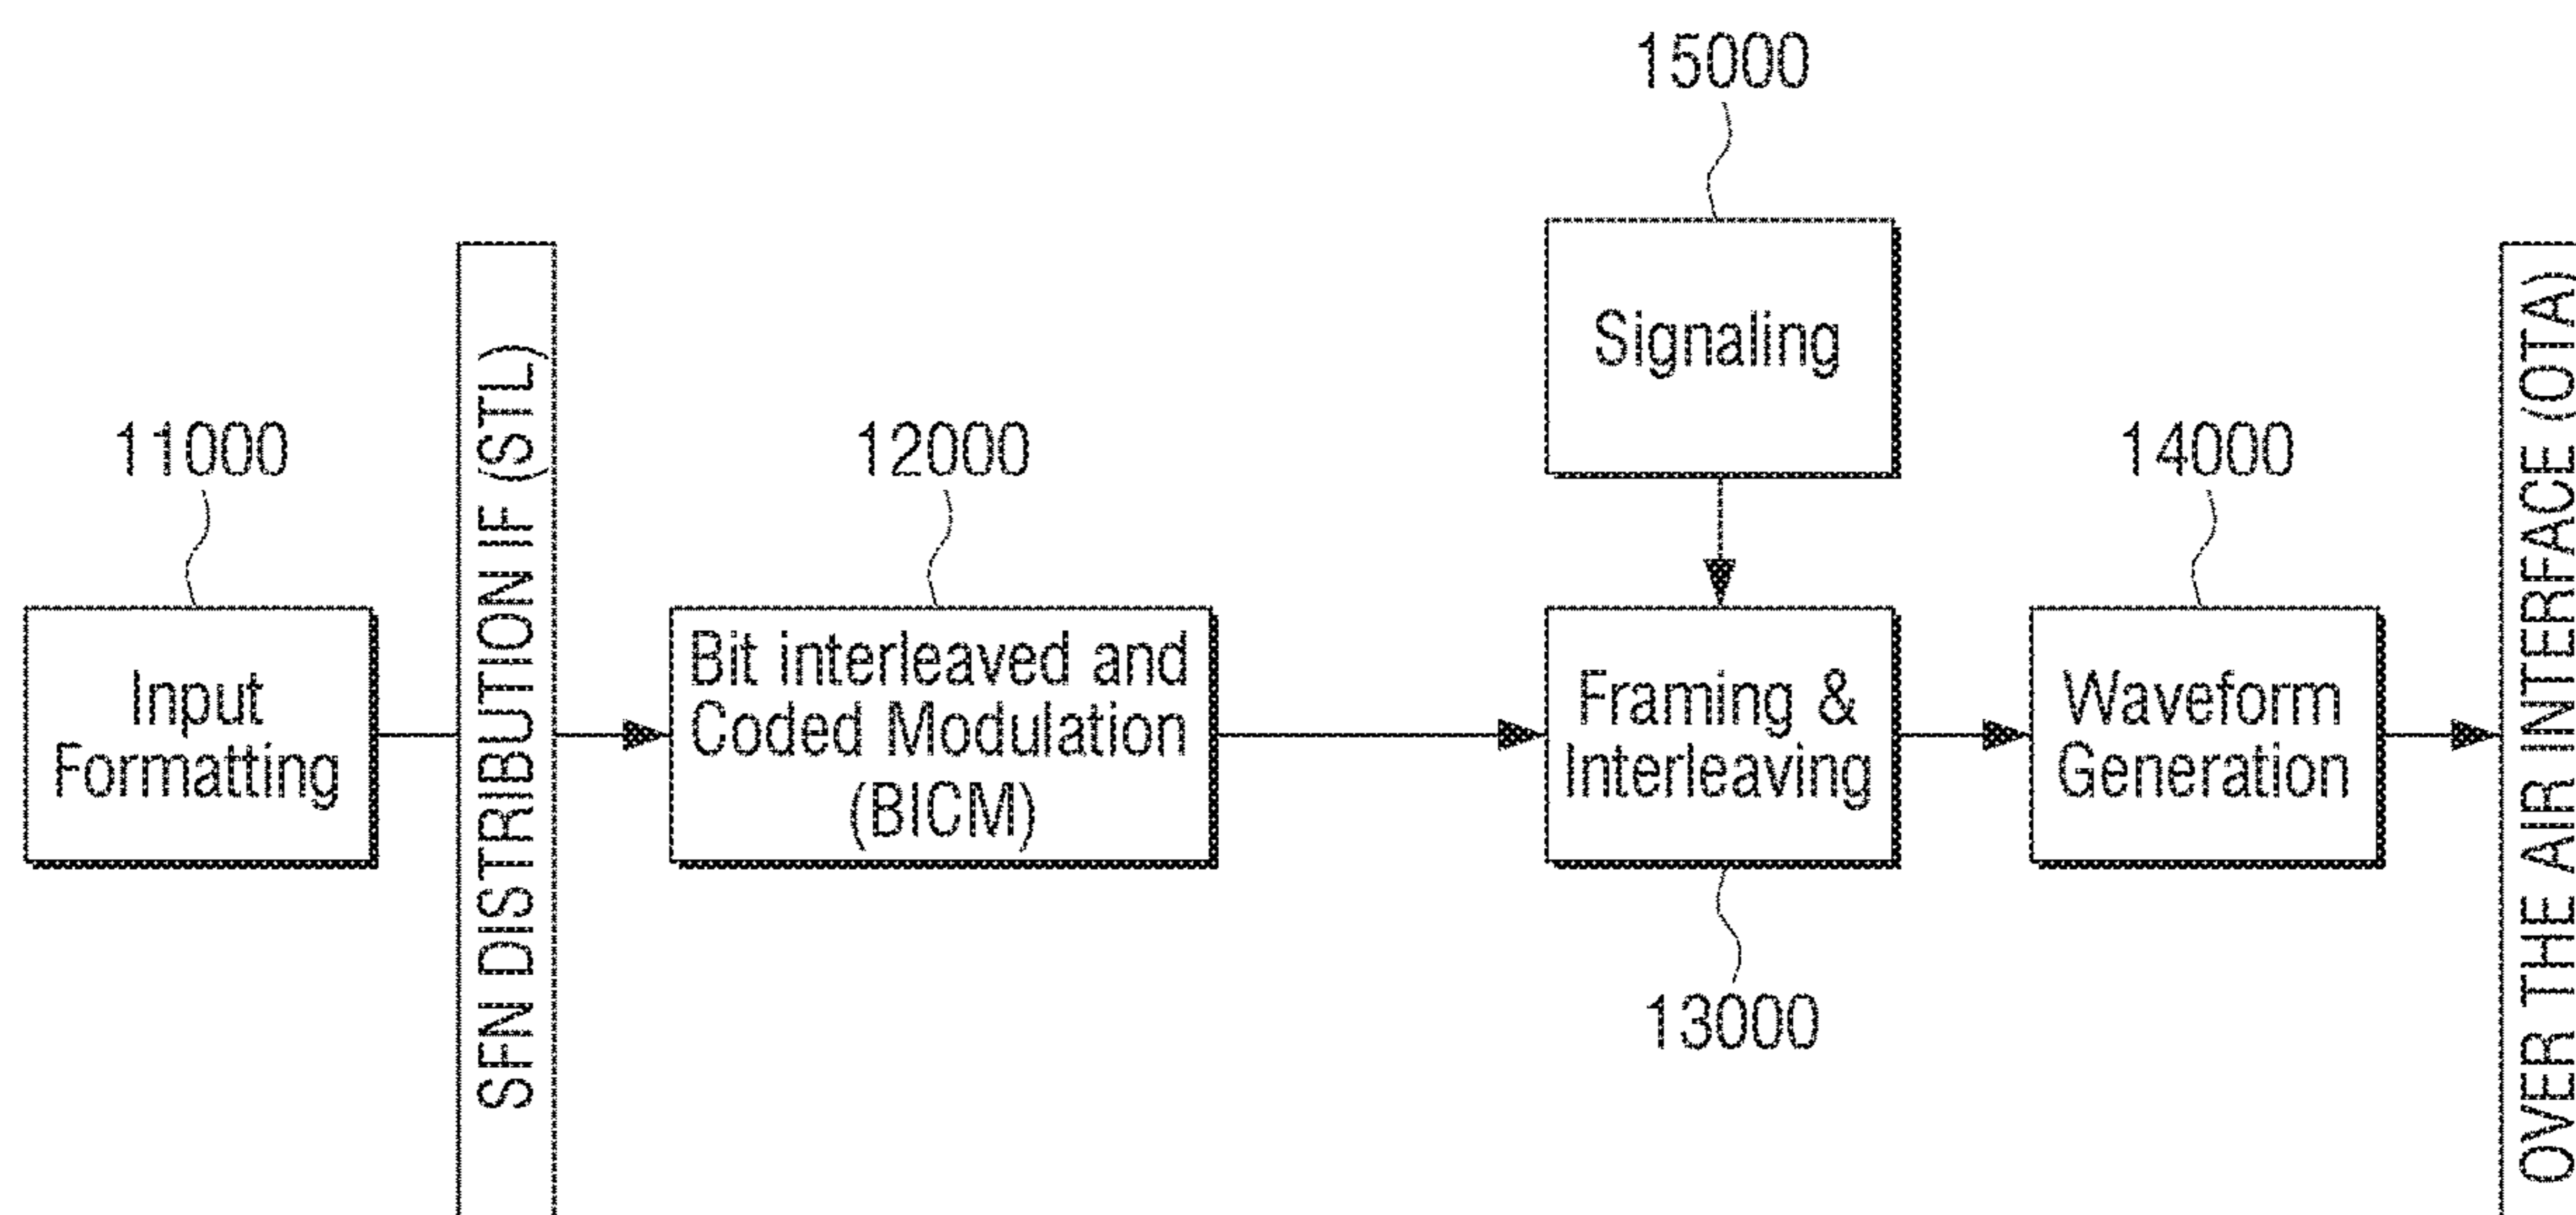 15000
Signaling
11000
SFN DISTRIBUTION IF (STL)
12000
14000
OVER THE AIR INTERFACE (OTA)
Input
Formatting
Bit interleaved and
Coded Modulation
(BICM)
Framing &
Interleaving
Waveform
Generation
13000